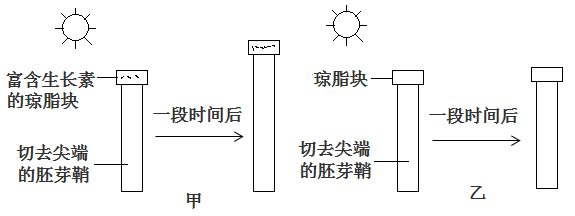 富含生长素
的琼脂块
一段时间后
切去尖端
的胚芽鞘
甲
琼脂块
一段时间后
切去尖端
的胚芽鞘
乙